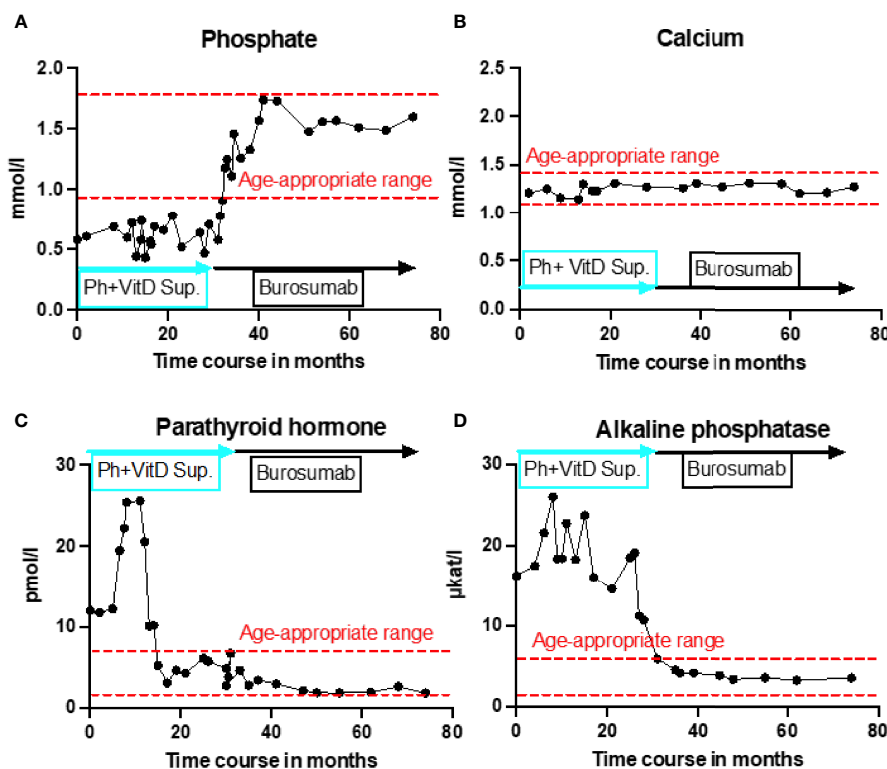 A
Phosphate
2.0
1.5
1.0
0.5
0.0
mmol/l
Age-appropriate range
Ph+VitD Sup.
Burosumab
0 20 40 60 80
Time course in months
B
Calcium
2.5
2.0
1.5
1.0
0.5
0.0
mmol/l
Age-appropriate range
Ph+ VitD Sup.
Burosumab
0 20 40 60 80
Time course in months
C
Parathyroid hormone
Ph+VitD Sup.
Burosumab
30
20
10
0
pmol/l
Age-appropriate range
0 20 40 60 80
Time course in months
D
Alkaline phosphatase
Ph+VitD Sup.
Burosumab
30
20
10
0
µkat/l
Age-appropriate range
0 20 40 60 80
Time course in months